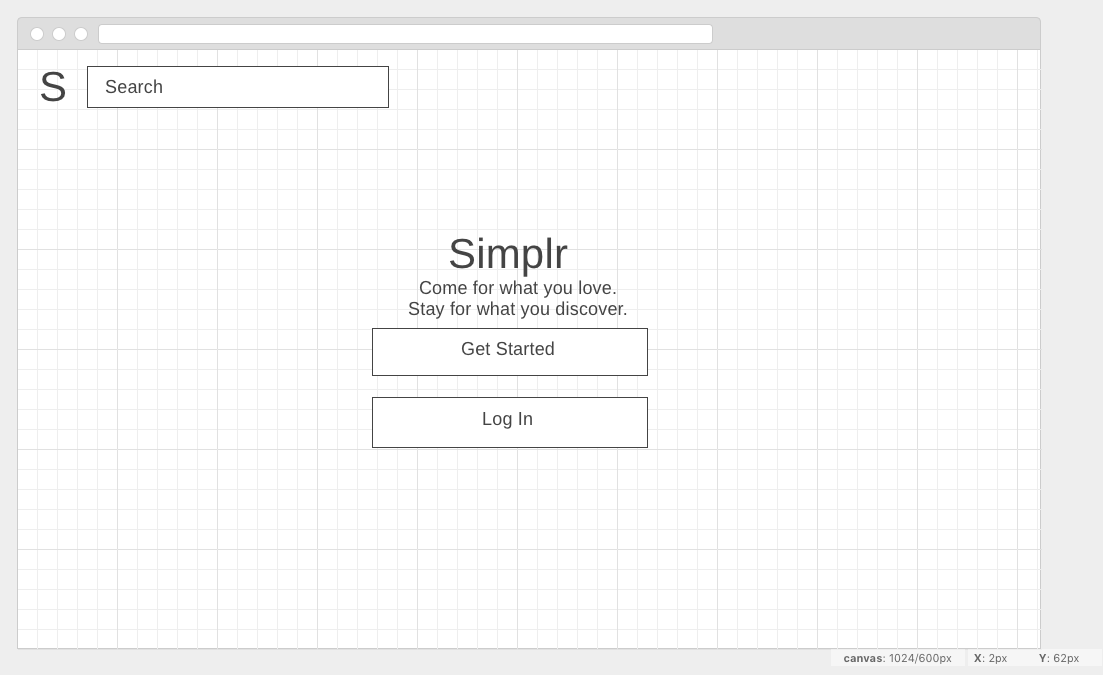 S
Search
Simplr
Come for what you love.
Stay for what you discover.
Get Started
Log In
canvas: 1024/600px X: 2px Y: 62px